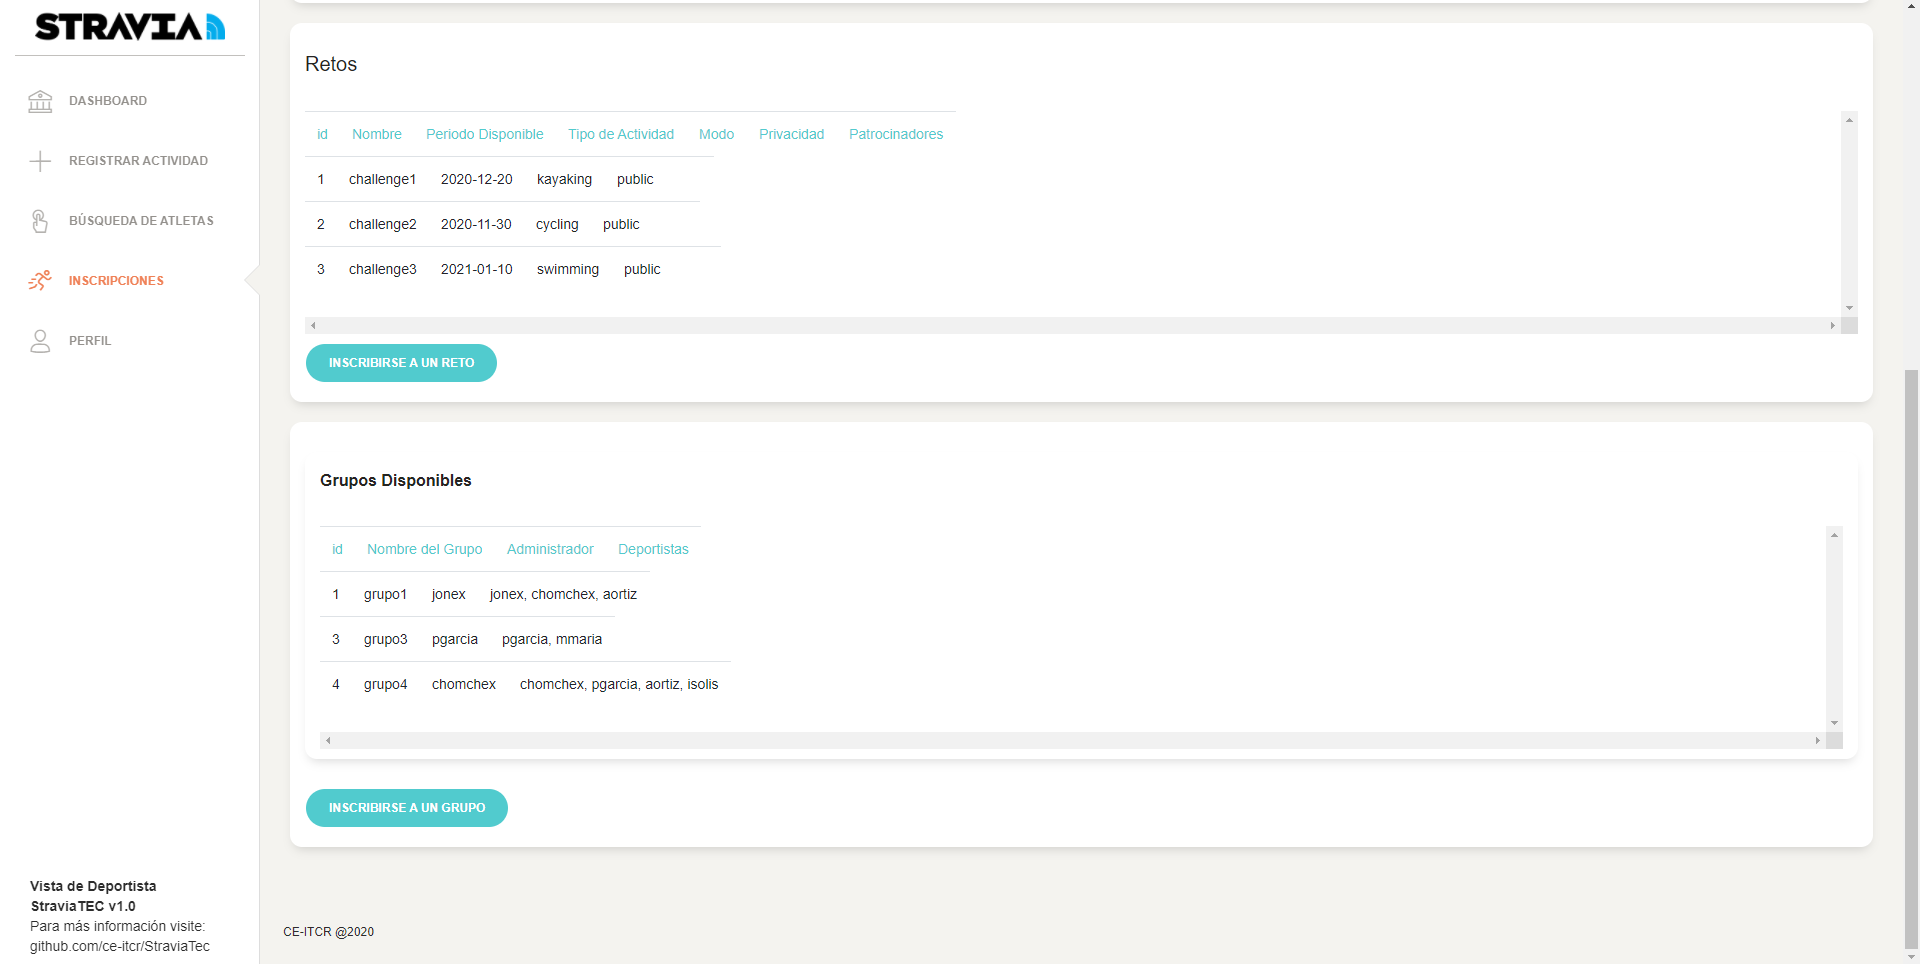 STRAVIA
DASHBOARD
REGISTRAR ACTIVIDAD
BÚSQUEDA DE ATLETAS
INSCRIPCIONES
PERFIL
Vista de Deportista
StraviaTEC v1.0
Para más información visite:
github.com/ce-itcr/StraviaTec
Retos
id Nombre Periodo Disponible Tipo de Actividad Modo Privacidad Patrocinadores
1 challenge1 2020-12-20 kayaking public
2 challenge2 2020-11-30 cycling public
3 challenge3 2021-01-10 swimming public
INSCRIBIRSE A UN RETO
Grupos Disponibles
id Nombre del Grupo Administrador Deportistas
1 grupo1 jonex jonex, chomchex, aortiz
3 grupo3 pgarcia pgarcia, mmaria
4 grupo4 chomchex chomchex, pgarcia, aortiz, isolis
INSCRIBIRSE A UN GRUPO
CE-ITCR @2020